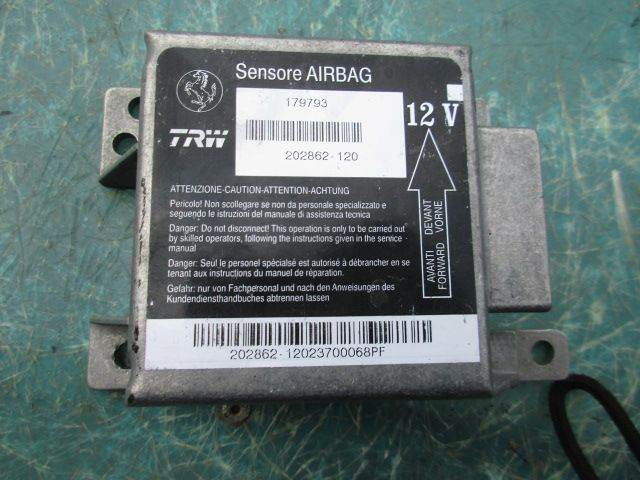 Sensore AIRBAG
179793
12 V
TRW
202862-120
ATTENZIONE-CAUTION-ATTENTION-ACHTUNG
Pericolo! Non scollegare se non da personale specializzato e
seguendo le istruzioni del manuale di assistenza tecnica
Danger: Do not disconnect! This operation is only to be carried out
by skilled operators, following the instructions given in the service
manual
Danger: Seul le personel spécialsé est autorisé à débrancher en se
tenant aux instructions du manuel de réparation.
Gefahr: nur von Fachpersonal und nach den Anweisungen des
Kundendiensthandbuches abtrennen lassen
AVANTI DEVANT
FORWARD VORNE
202862-12023700068PF